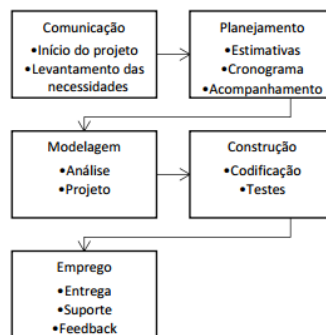 Comunicação
•Início do projeto
•Levantamento das
necessidades
Planejamento
•Estimativas
•Cronograma
•Acompanhamento
Modelagem
•Análise
•Projeto
Construção
•Codificação
•Testes
Emprego
•Entrega
•Suporte
•Feedback